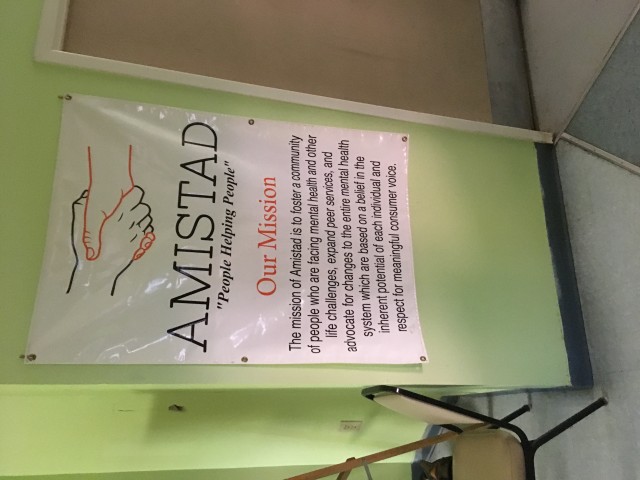 AMISTAD
"People Helping People"
Our Mission
The mission of Amistad is to foster a community
of people who are facing mental health and other
life challenges, expand peer services, and
advocate for changes to the entire mental health
system which are based on a belief in the
inherent potential of each individual and
respect for meaningful consumer voice.